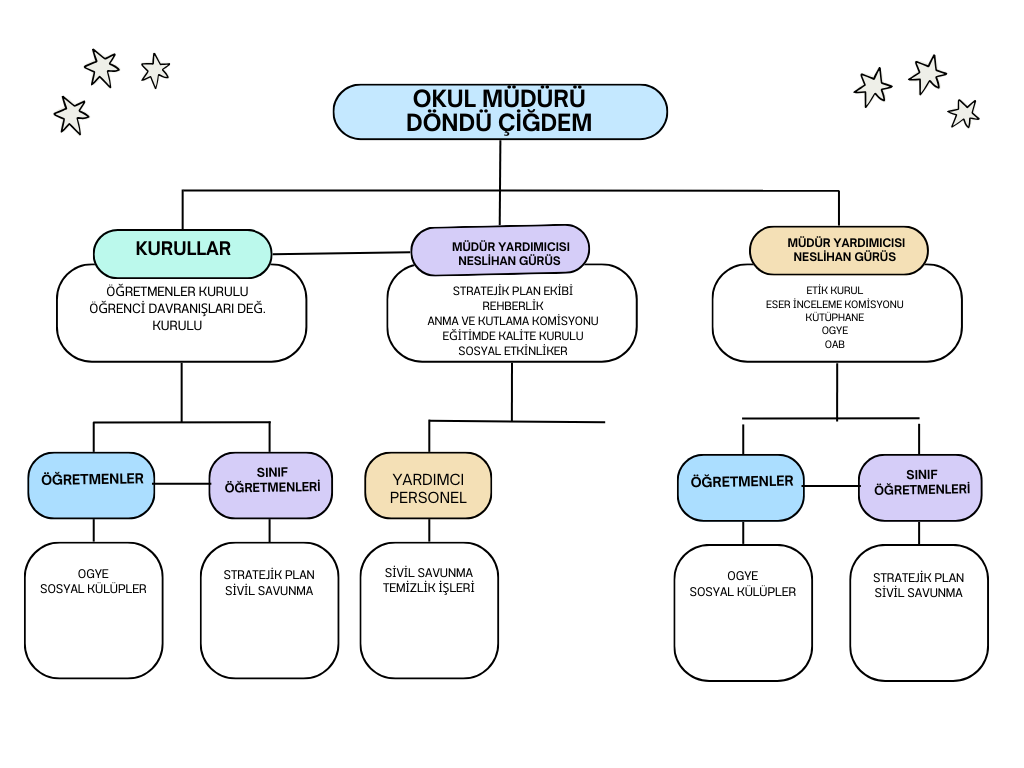 OKUL MÜDÜRÜ
DÖNDÜ ÇİĞDEM
KURULLAR
ÖĞRETMENLER KURULU
ÖĞRENCİ DAVRANIŞLARI DEĞ.
KURULU
MÜDÜR YARDIMICISI
NESLİHAN GÜRÜS
STRATEJİK PLAN EKİBİ
REHBERLİK
ANMA VE KUTLAMA KOMİSYONU
EĞİTİMDE KALİTE KURULU
SOSYAL ETKİNLİKER
MÜDÜR YARDIMICISI
NESLİHAN GÜRÜS
ETİK KURUL
ESER İNCELEME KOMİSYONU
KÜTÜPHANE
OGYE
OAB
ÖĞRETMENLER
SINIF
ÖĞRETMENLERİ
YARDIMCI
PERSONEL
ÖĞRETMENLER
SINIF
ÖĞRETMENLERİ
OGYE
SOSYAL KÜLÜPLER
STRATEJİK PLAN
SİVİL SAVUNMA
SİVİL SAVUNMA
TEMİZLİK İŞLERİ
OGYE
SOSYAL KÜLÜPLER
STRATEJİK PLAN
SİVİL SAVUNMA